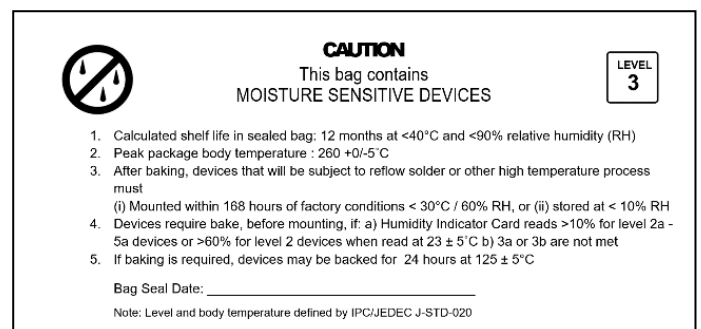 CAUTION
This bag contains
MOISTURE SENSITIVE DEVICES
LEVEL
3
1. Calculated shelf life in sealed bag: 12 months at <40°C and <90% relative humidity (RH)
2. Peak package body temperature : 260 +0/-5°C
3. After baking, devices that will be subject to reflow solder or other high temperature process
must
(i) Mounted within 168 hours of factory conditions < 30°C / 60% RH, or (ii) stored at < 10% RH
4. Devices require bake, before mounting, if: a) Humidity Indicator Card reads >10% for level 2a -
5a devices or >60% for level 2 devices when read at 23 ± 5°C b) 3a or 3b are not met
5. If baking is required, devices may be backed for 24 hours at 125 ± 5°C
Bag Seal Date:
Note: Level and body temperature defined by IPC/JEDEC J-STD-020